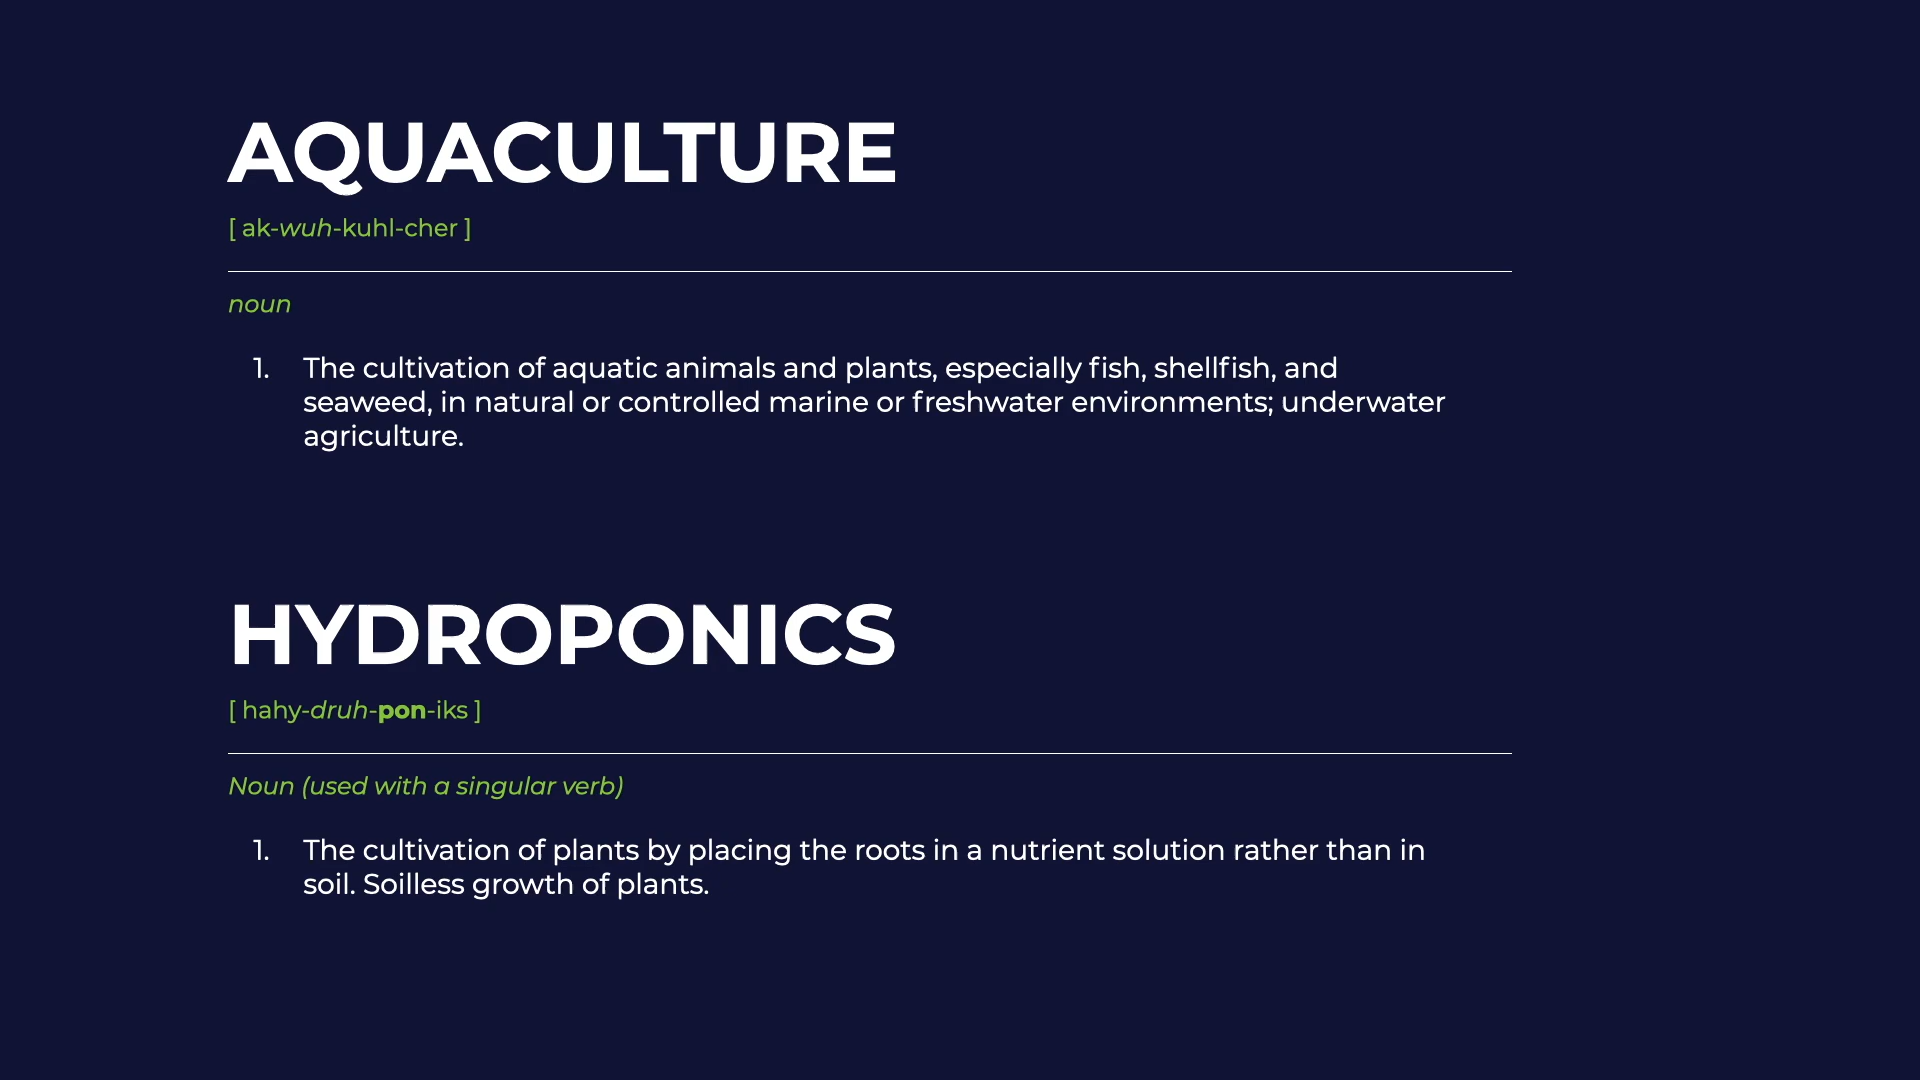 AQUACULTURE
[ ak-wuh-kuhl-cher ]
noun
1. The cultivation of aquatic animals and plants, especially fish, shellfish, and
seaweed, in natural or controlled marine or freshwater environments; underwater
agriculture.
HYDROPONICS
[ hahy-druh-pon-iks ]
Noun (used with a singular verb)
1. The cultivation of plants by placing the roots in a nutrient solution rather than in
soil. Soilless growth of plants.